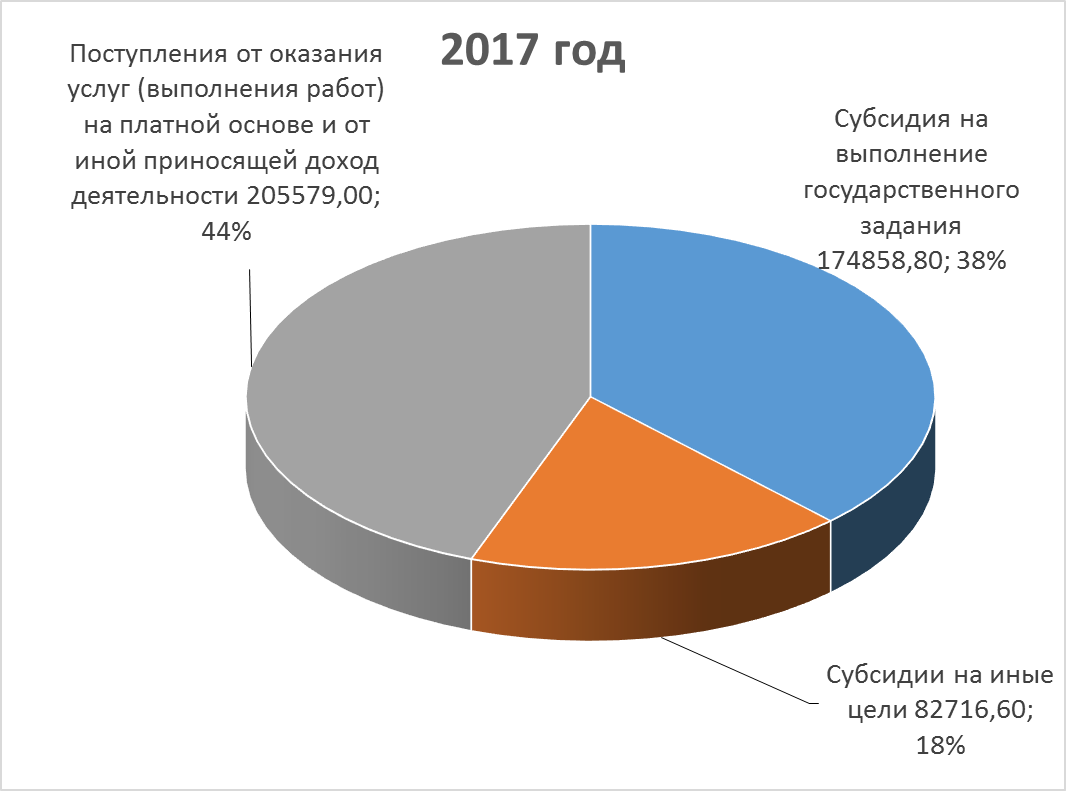 2017 год
Поступления от оказания
услуг (выполнения работ)
на платной основе и от
иной приносящей доход
деятельности 205579,00;
44%
Субсидия на
выполнение
государственного
задания
174858,80; 38%
Субсидии на иные
цели 82716,60;
18%